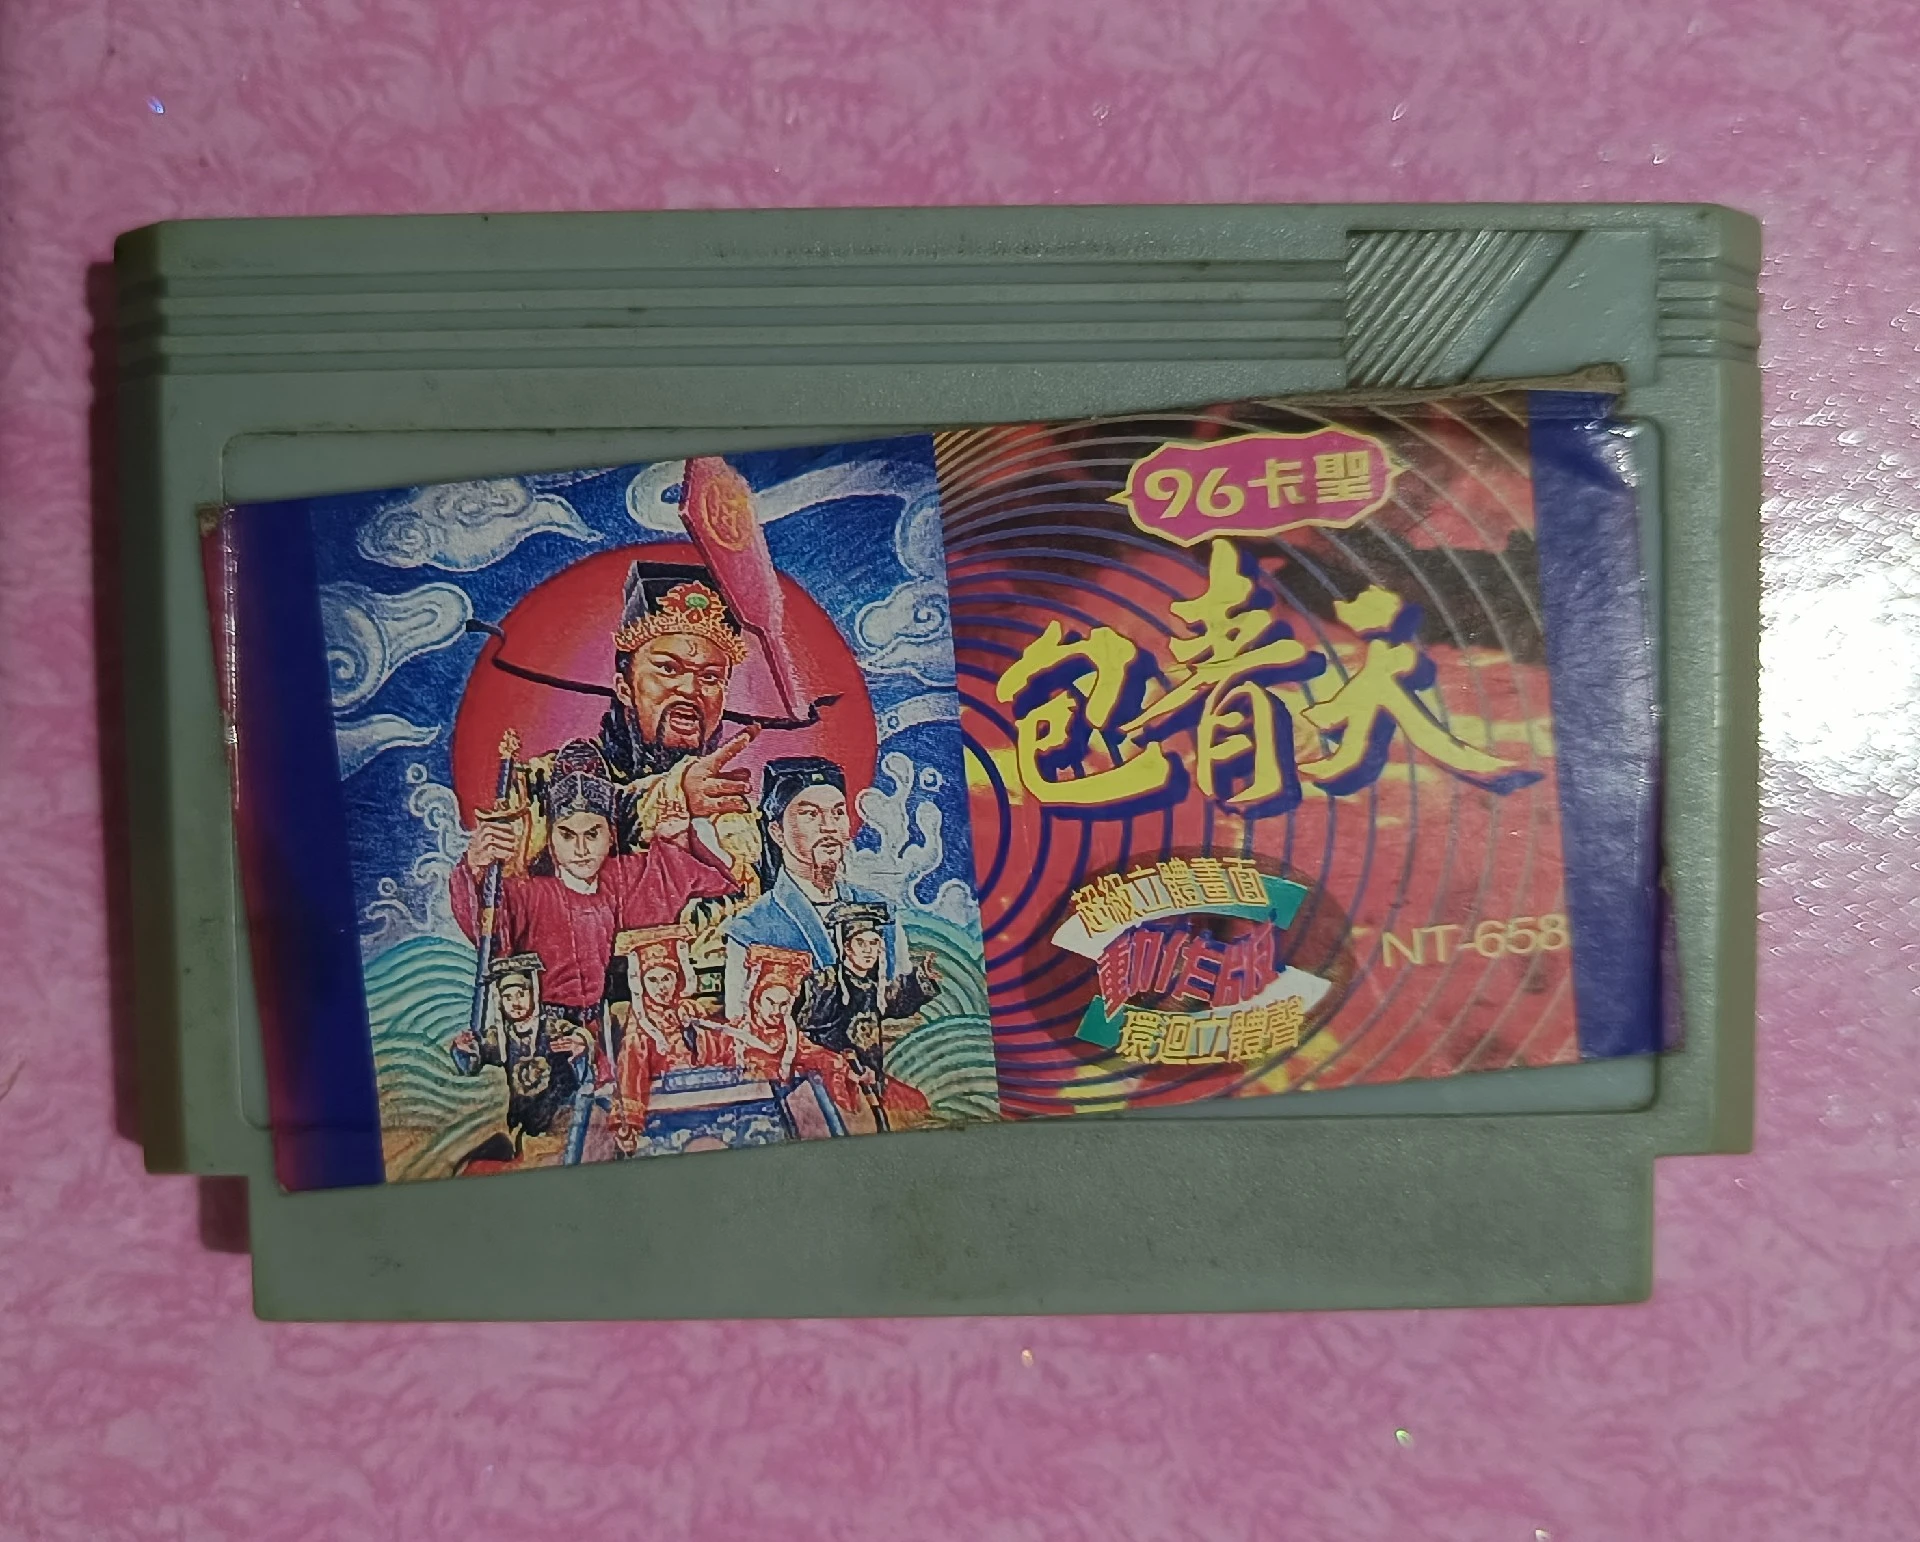 96卡聖
包青天
超級立體畫面
動作版
環迴立體聲
NT-658